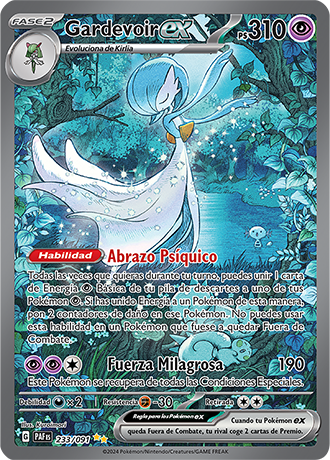 FASE 2
Gardevoir ex PS 310
Evoluciona de Kirlia
Habilidad Abrazo Psíquico
Todas las veces que quieras durante tu turno, puedes unir 1 carta
de Energía Básica de tu pila de descartes a uno de tus
Pokémon. Si has unido Energía a un Pokémon de esta manera,
pon 2 contadores de daño en ese Pokémon. No puedes usar
esta habilidad en un Pokémon que fuese a quedar Fuera de
Combate.
Fuerza Milagrosa 190
Este Pokémon se recupera de todas las Condiciones Especiales.
Debilidad × 2 Resistencia -30 Retirada
Ilus. Kuroimori
G PAF ES 233/091
Regla para los Pokémon ex
Cuando tu Pokémon ex
queda Fuera de Combate, tu rival coge 2 cartas de Premio.
©2024 Pokémon/Nintendo/Creatures/GAME FREAK